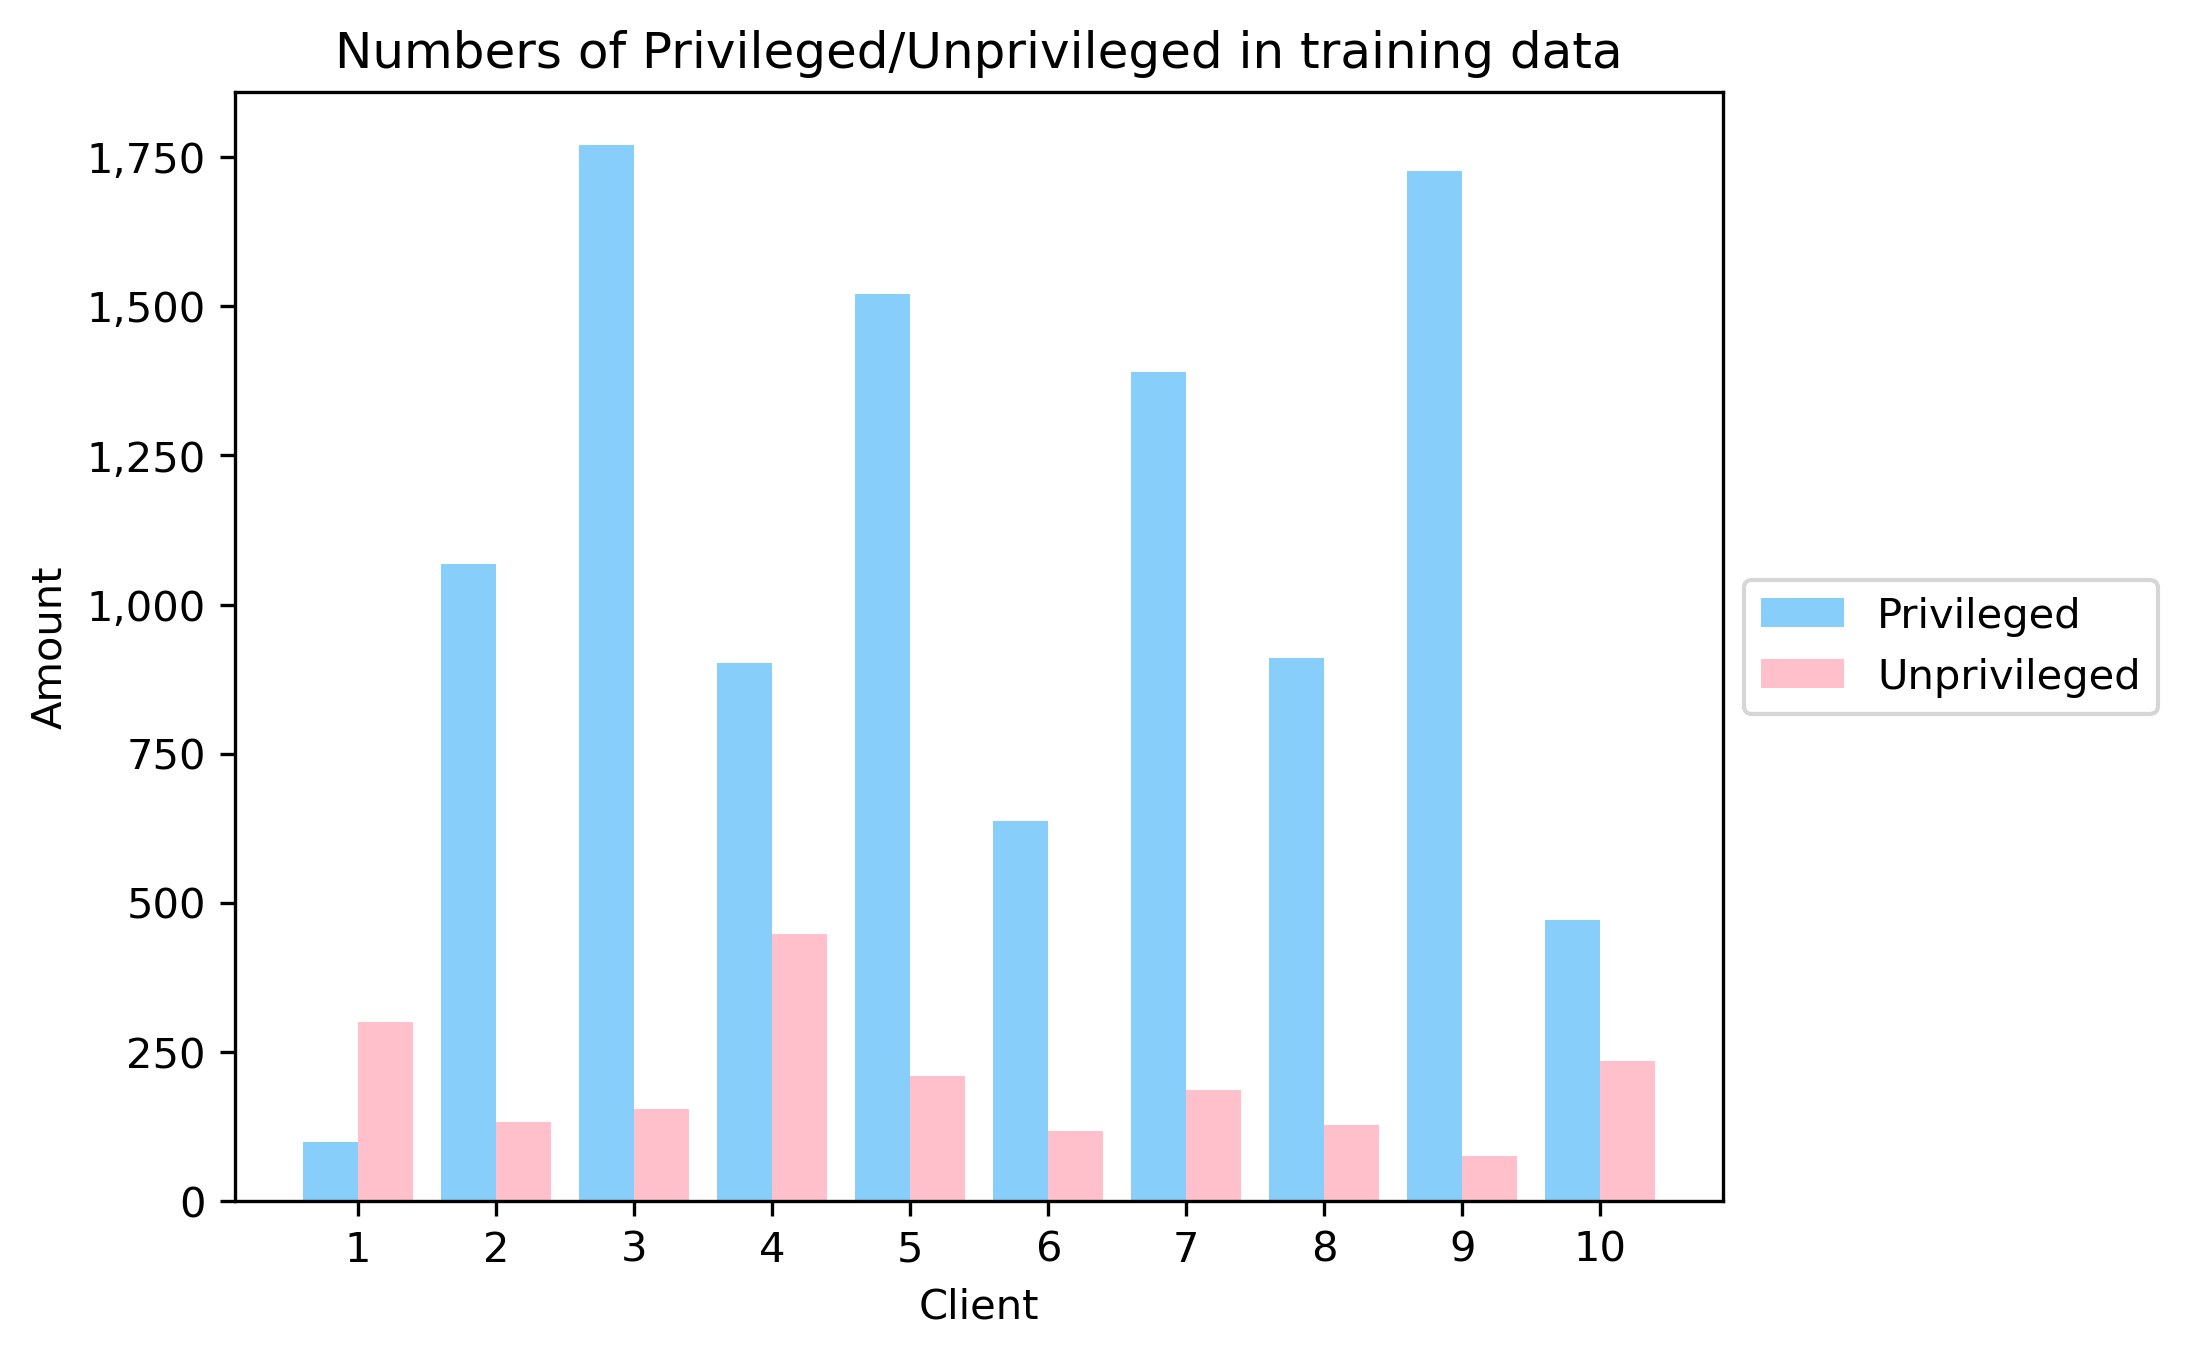 Numbers of Privileged/Unprivileged in training data
1,750
1,500
1,250
1,000
750
500
250
0
Amount
1 2 3 4 5 6 7 8 9 10
Client
Privileged
Unprivileged